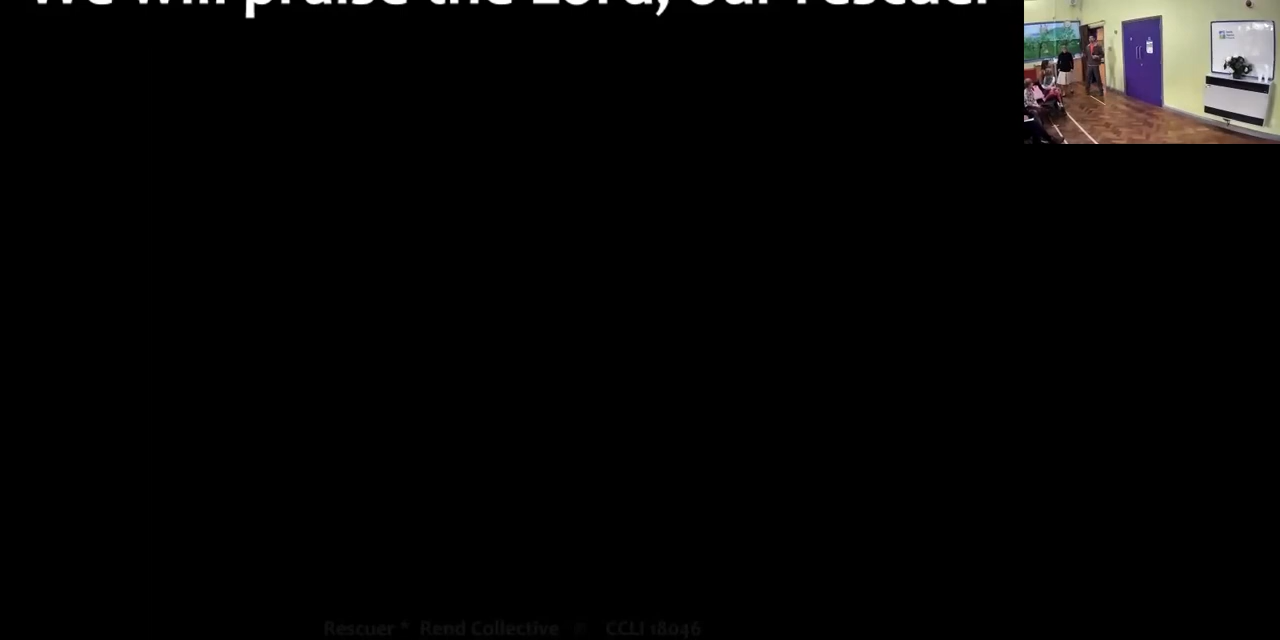 We will praise the Lord, our rescuer
Rescuer * Rend Collective © CCLI 18046